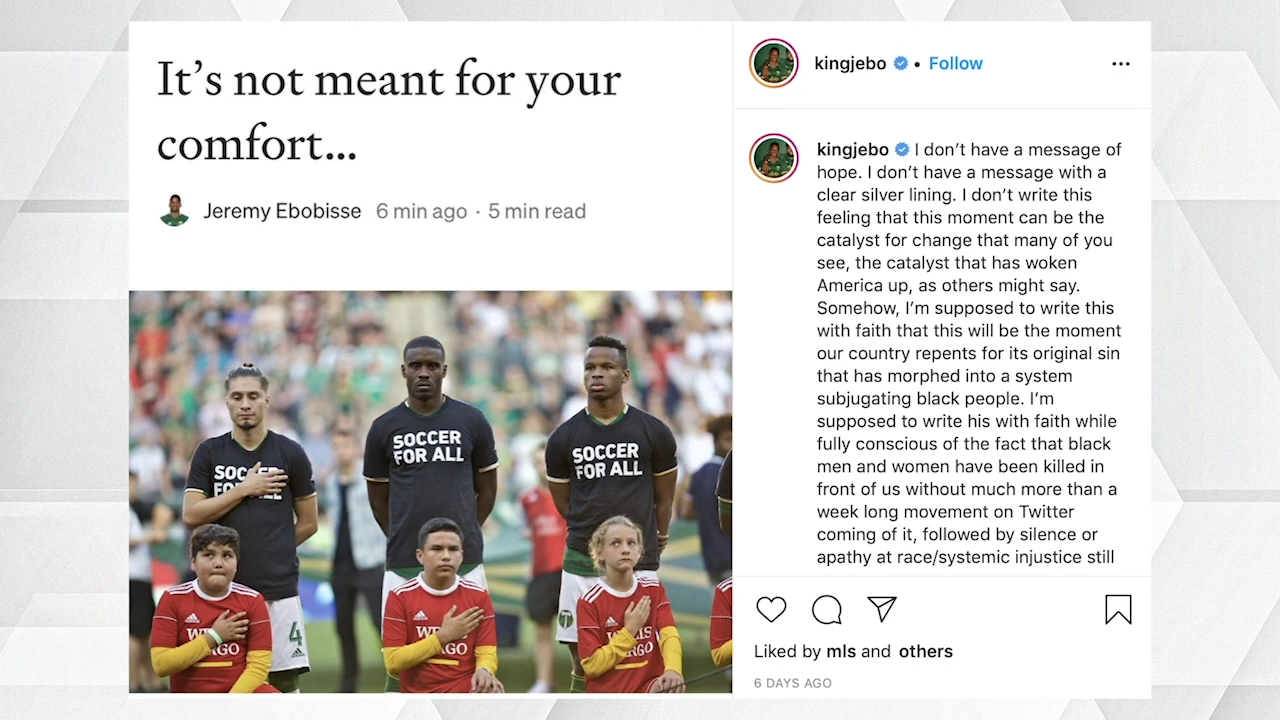 It's not meant for your
comfort...
Jeremy Ebobisse 6 min ago · 5 min read
SOCCER
FOR ALL
SOCCER
FOR ALL
4
kingjebo • Follow
kingjebo I don't have a message of
hope. I don't have a message with a
clear silver lining. I don't write this
feeling that this moment can be the
catalyst for change that many of you
see, the catalyst that has woken
America up, as others might say.
Somehow, I'm supposed to write this
with faith that this will be the moment
our country repents for its original sin
that has morphed into a system
subjugating black people. I'm
supposed to write his with faith while
fully conscious of the fact that black
men and women have been killed in
front of us without much more than a
week long movement on Twitter
coming of it, followed by silence or
apathy at race/systemic injustice still
Liked by mls and others
6 DAYS AGO